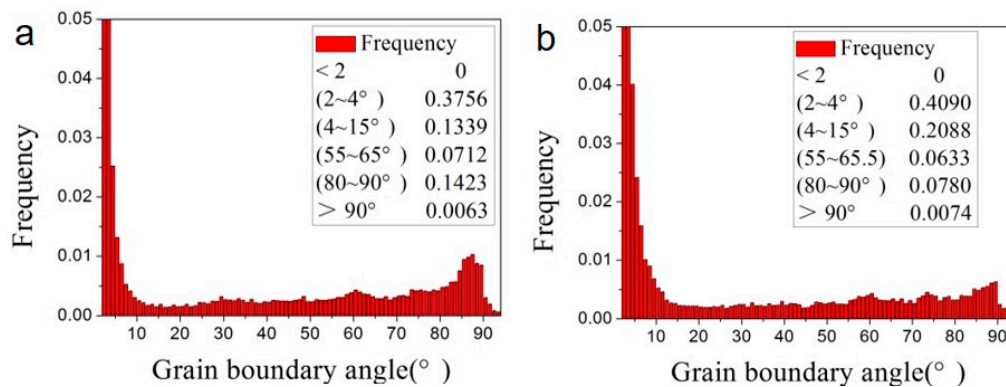 a
0.05
0.04
0.03
0.02
0.01
0.00
Frequency
Frequency
< 2 0
(2~4° ) 0.3756
(4~15° ) 0.1339
(55~65° ) 0.0712
(80~90° ) 0.1423
> 90° 0.0063
10 20 30 40 50 60 70 80 90
Grain boundary angle(° )
b
0.05
0.04
0.03
0.02
0.01
0.00
Frequency
Frequency
< 2 0
(2~4° ) 0.4090
(4~15° ) 0.2088
(55~65.5) 0.0633
(80~90° ) 0.0780
> 90° 0.0074
10 20 30 40 50 60 70 80 90
Grain boundary angle(° )